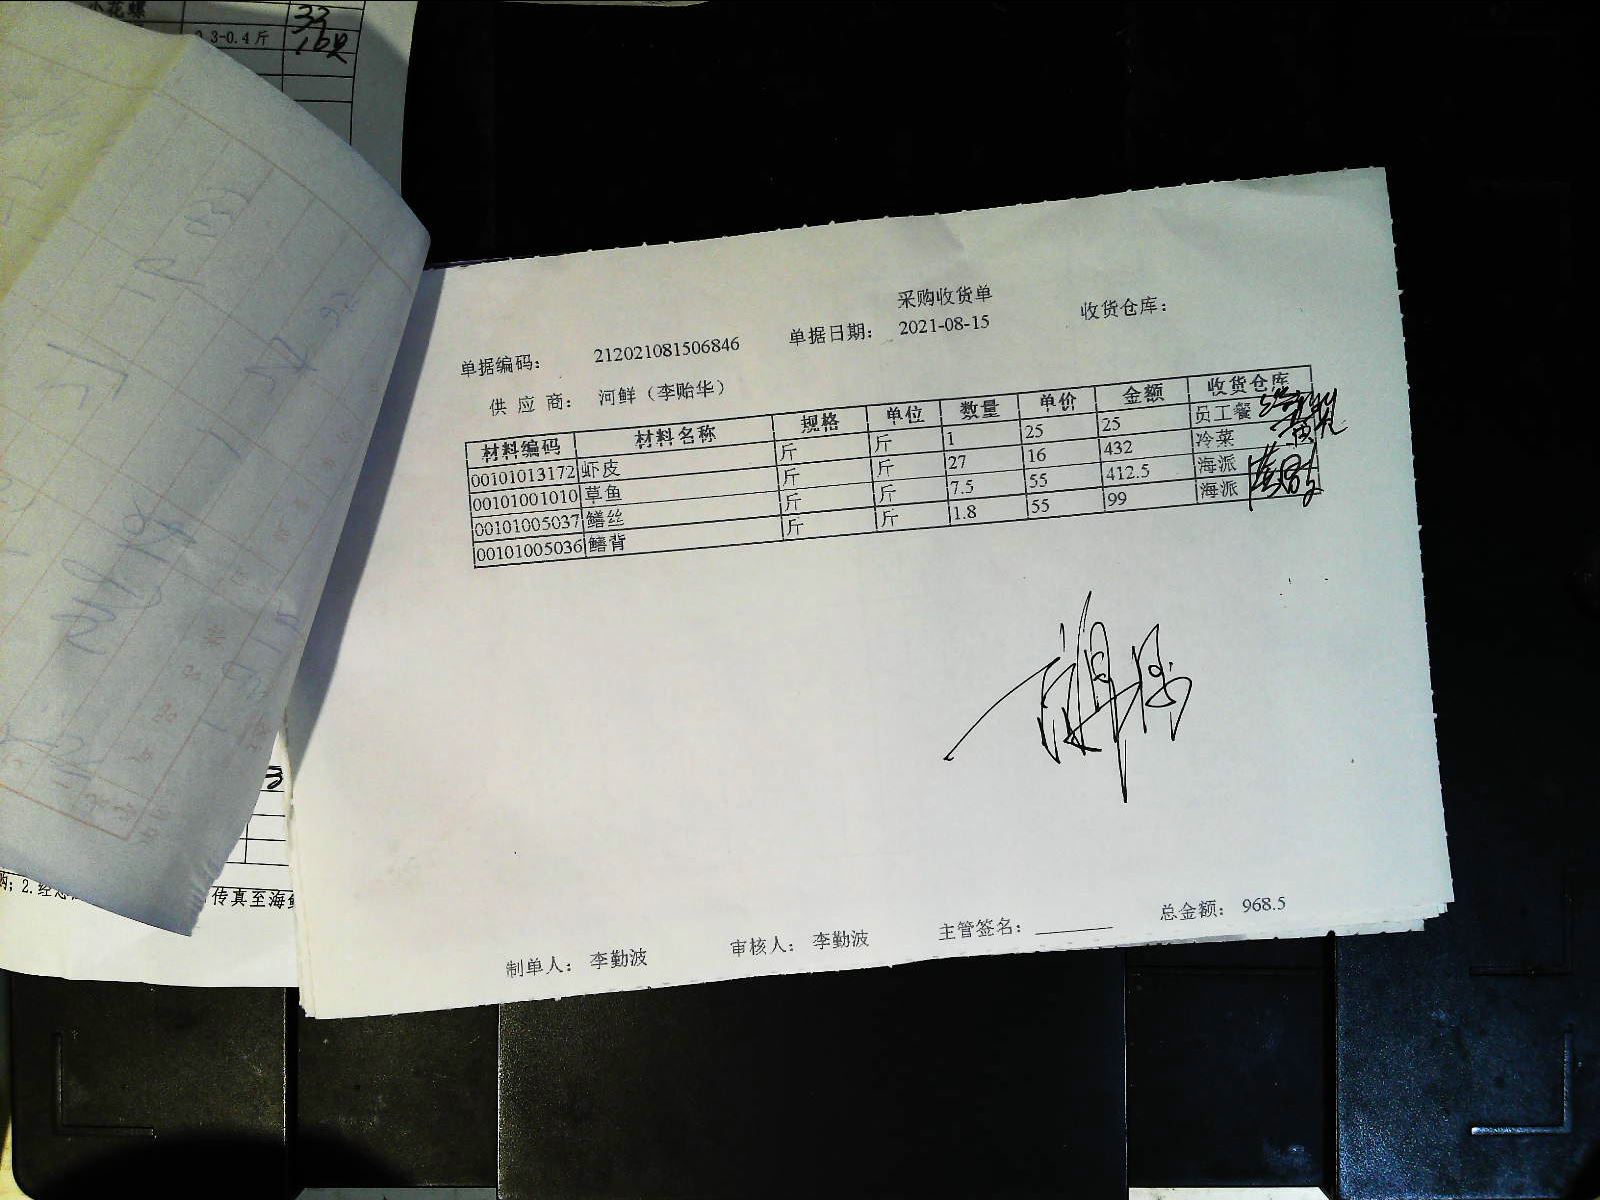 小花螺 33
0.3-0.4斤
采购收货单
单据编码： 212021081506846 单据日期： 2021-08-15 收货仓库：
供 应 商： 河鲜（李贻华）
材料编码 材料名称 规格 单位 数量 单价 金额 收货仓库
00101013172 虾皮 斤 斤 1 25 25 员工餐
00101001010 草鱼 斤 斤 27 16 432 冷菜
00101005037 鳝丝 斤 斤 7.5 55 412.5 海派
00101005036 鳝背 斤 斤 1.8 55 99 海派
总金额： 968.5
制单人： 李勤波 审核人： 李勤波 主管签名：
传真至海